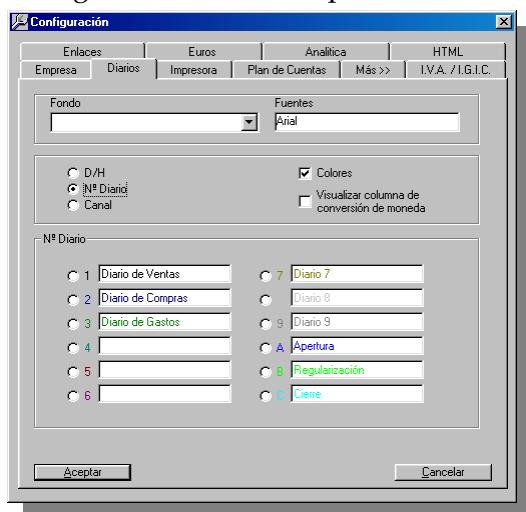 Configuración
Enlaces Euros Analítica HTML
Empresa Diarios Impresora Plan de Cuentas Más >> I.V.A. / I.G.I.C.
Fondo Fuentes
Arial
D/H Colores
Nº Diario Visualizar columna de
Canal conversión de moneda
Nº Diario
1 Diario de Ventas 7 Diario 7
2 Diario de Compras Diario 8
3 Diario de Gastos 9 Diario 9
4 A Apertura
5 B Regularización
6 C Cierre
Aceptar Cancelar